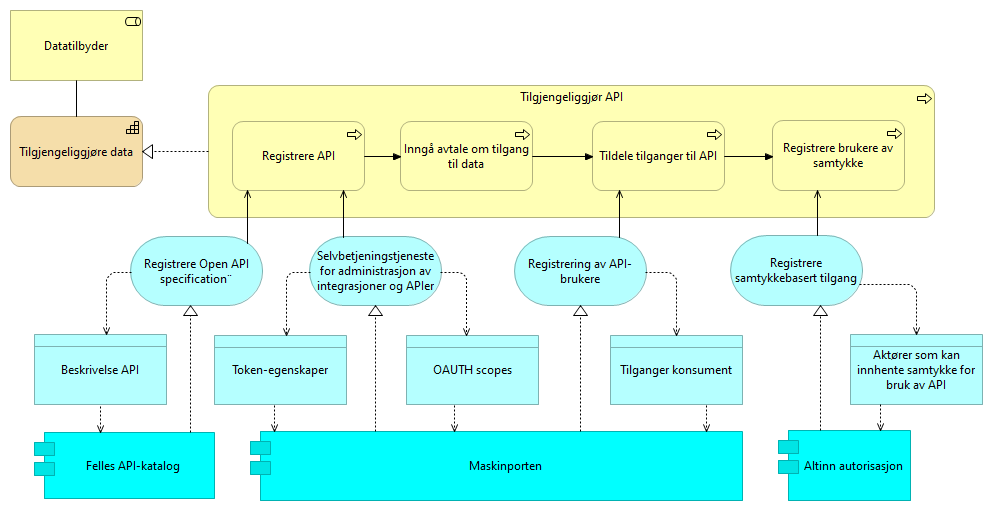 Datatilbyder
Tilgjengeliggjøre data
Tilgjengeliggjør API
Registrere API
Inngå avtale om tilgang
til data
Tildele tilganger til API
Registrere brukere av
samtykke
Registrere Open API
specification¨
Selvbetjeningstjeneste
for administrasjon av
integrasjoner og APIer
Registrering av API-
brukere
Registrere
samtykkebasert tilgang
Beskrivelse API
Token-egenskaper
OAUTH scopes
Tilganger konsument
Aktører som kan
innhente samtykke for
bruk av API
Felles API-katalog
Maskinporten
Altinn autorisasjon